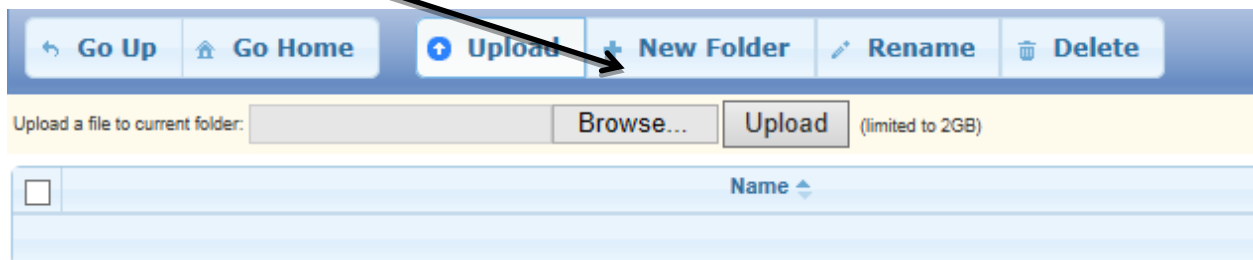 Go Up Go Home Upload New Folder Rename Delete
Upload a file to current folder: Browse... Upload (limited to 2GB)
Name